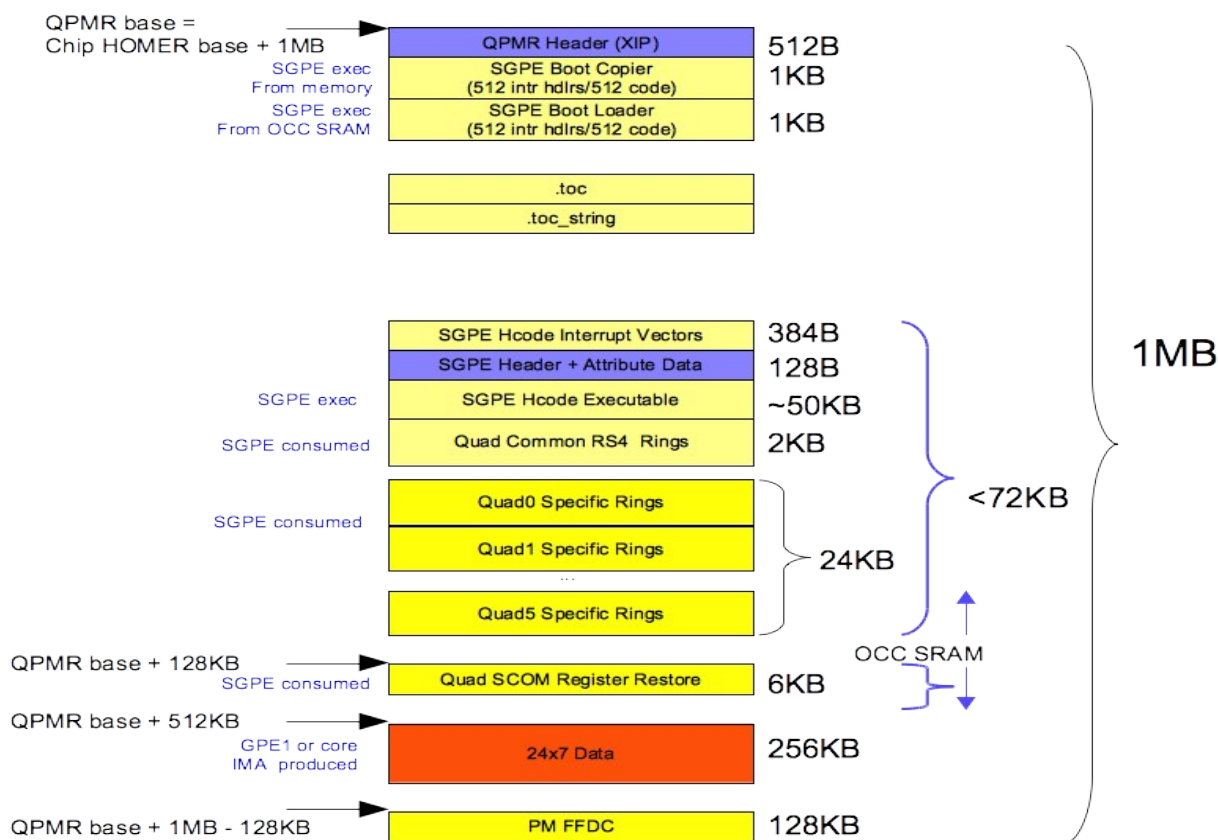 QPMR base =
Chip HOMER base + 1MB
QPMR Header (XIP)
512B
SGPE exec
From memory
SGPE Boot Copier
(512 intr hdlrs/512 code)
1KB
SGPE exec
From OCC SRAM
SGPE Boot Loader
(512 intr hdlrs/512 code)
1KB
.toc
.toc_string
SGPE Hcode Interrupt Vectors
384B
1MB
SGPE Header + Attribute Data
128B
SGPE exec
SGPE Hcode Executable
~50KB
SGPE consumed
Quad Common RS4 Rings
2KB
<72KB
Quad0 Specific Rings
SGPE consumed
Quad1 Specific Rings
24KB
...
Quad5 Specific Rings
OCC SRAM
QPMR base + 128KB
SGPE consumed
Quad SCOM Register Restore
6KB
QPMR base + 512KB
GPE1 or core
IMA produced
24x7 Data
256KB
QPMR base + 1MB - 128KB
PM FFDC
128KB